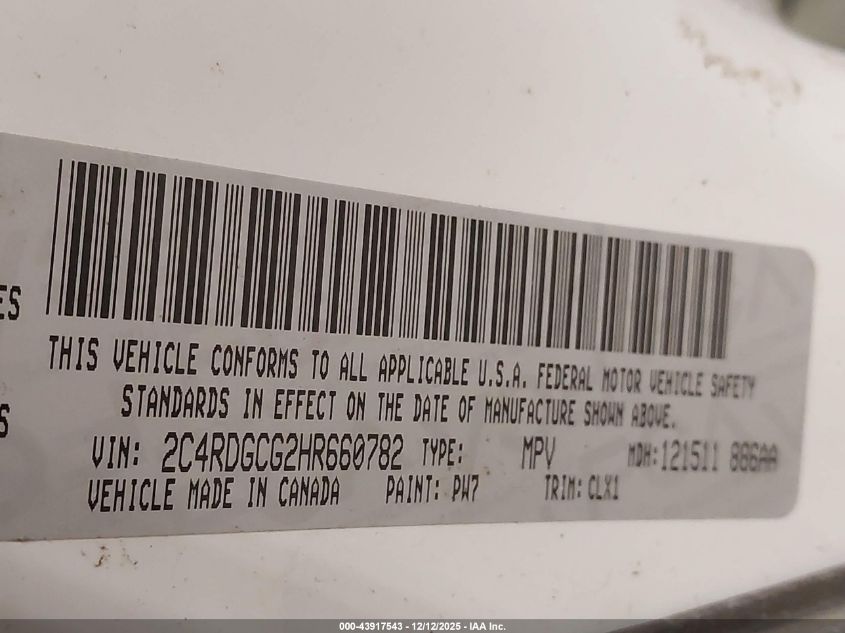 ES
THIS VEHICLE CONFORMS TO ALL APPLICABLE U.S.A. FEDERAL MOTOR VEHICLE SAFETY
STANDARDS IN EFFECT ON THE DATE OF MANUFACTURE SHOWN ABOVE.
S
VIN: 2C4RDGCG2HR660782 TYPE: MPV MDH:121511 886AA
VEHICLE MADE IN CANADA PAINT: PW7 TRIM: CLX1
000-43917543 - 12/12/2025 - IAA Inc.